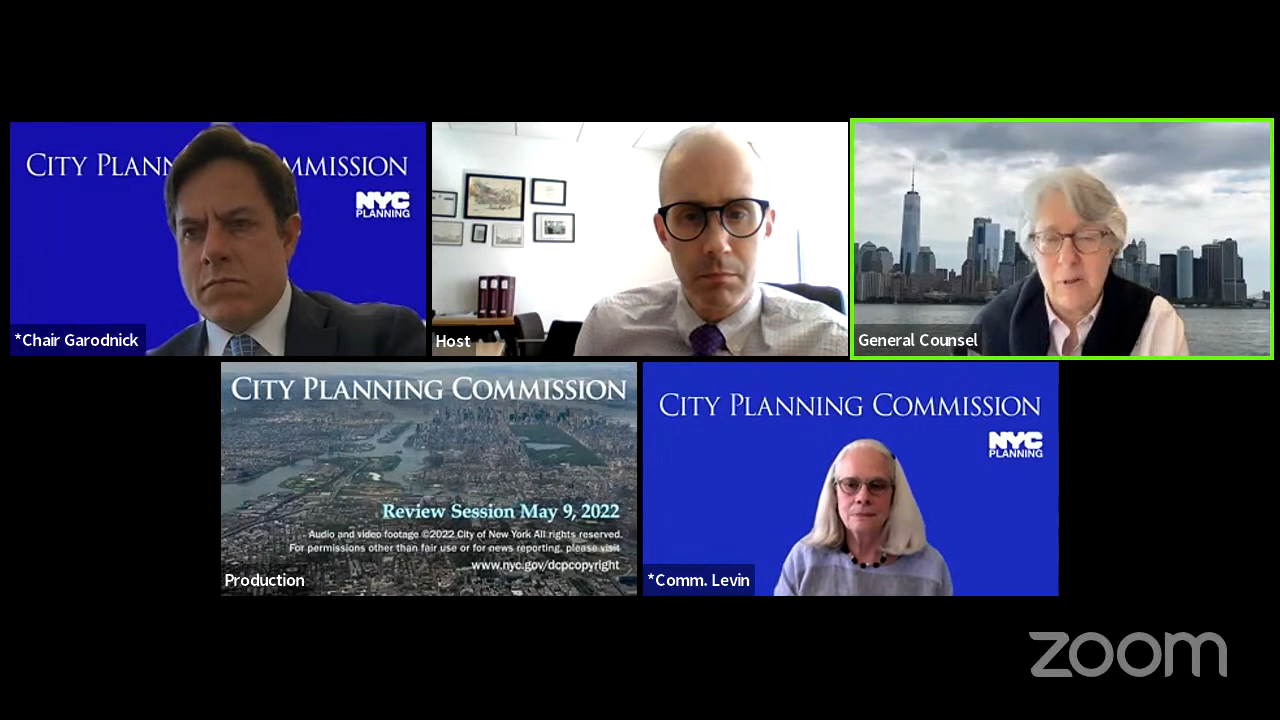 CITY PLANN MMISSION
NYC
PLANNING
*Chair Garodnick
Host
General Counsel
CITY PLANNING COMMISSION
Review Session May 9, 2022
Audio and video footage ©2022 City of New York All rights reserved.
For permissions other than fair use or for news reporting, please visit
www.nyc.gov/dcpcopyright
Production
CITY PLANNING COMMISSION
NYC
PLANNING
*Comm. Levin
zoom